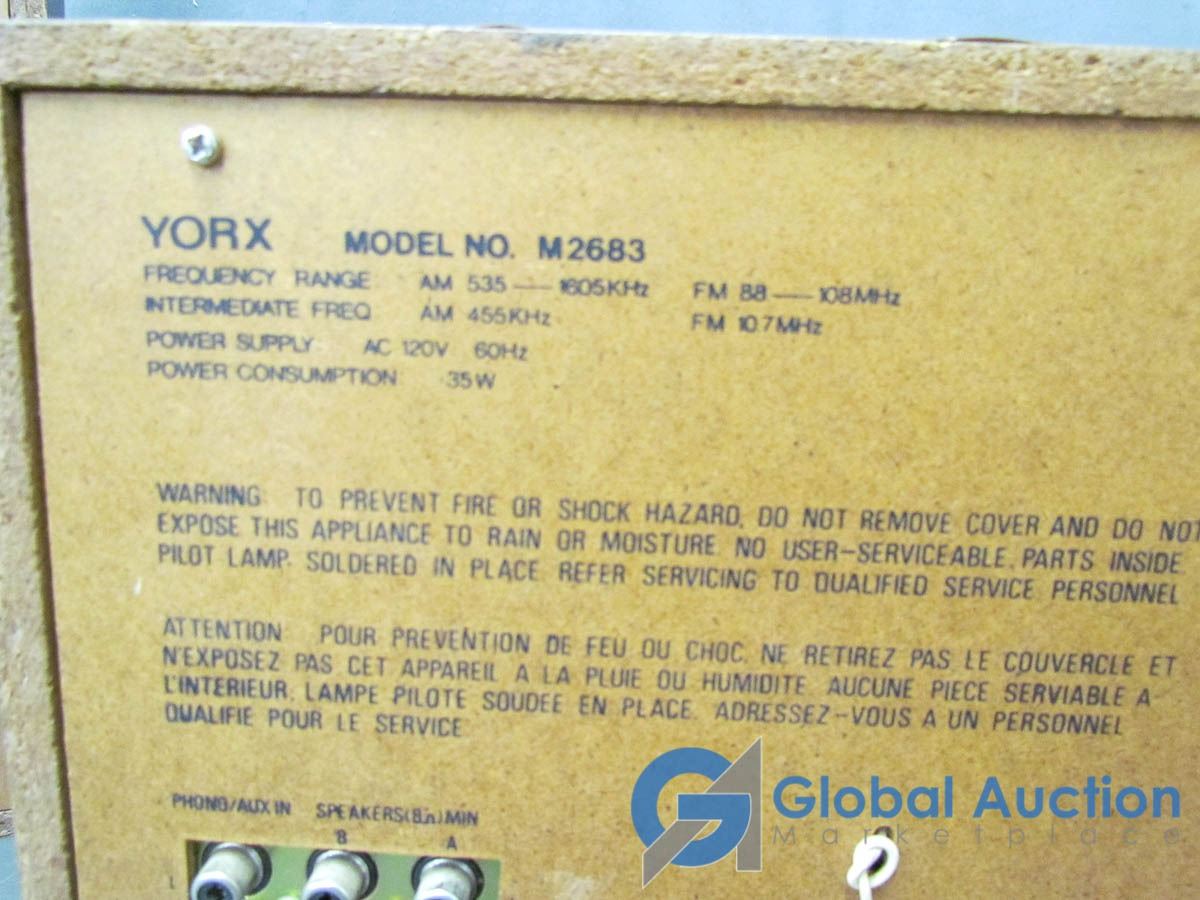 YORX MODEL NO. M2683
FREQUENCY RANGE AM 535 — 1605KHz FM 88 — 108MHz
INTERMEDIATE FREQ AM 455KHz FM 10.7MHz
POWER SUPPLY AC 120V 60Hz
POWER CONSUMPTION 35W
WARNING: TO PREVENT FIRE OR SHOCK HAZARD, DO NOT REMOVE COVER AND DO NOT
EXPOSE THIS APPLIANCE TO RAIN OR MOISTURE. NO USER-SERVICEABLE. PARTS INSIDE.
PILOT LAMP. SOLDERED IN PLACE. REFER SERVICING TO QUALIFIED SERVICE PERSONNEL
ATTENTION POUR PREVENTION DE FEU OU CHOC. NE RETIREZ PAS LE COUVERCLE ET
N'EXPOSEZ PAS CET APPAREIL A LA PLUIE OU HUMIDITE. AUCUNE PIECE SERVIABLE A
L'INTERIEUR. LAMPE PILOTE SOUDEE EN PLACE. ADRESSEZ-VOUS A UN PERSONNEL
QUALIFIE POUR LE SERVICE
PHONO/AUX IN SPEAKERS(8Ω)MIN
B A
L
Global Auction
Marketplace